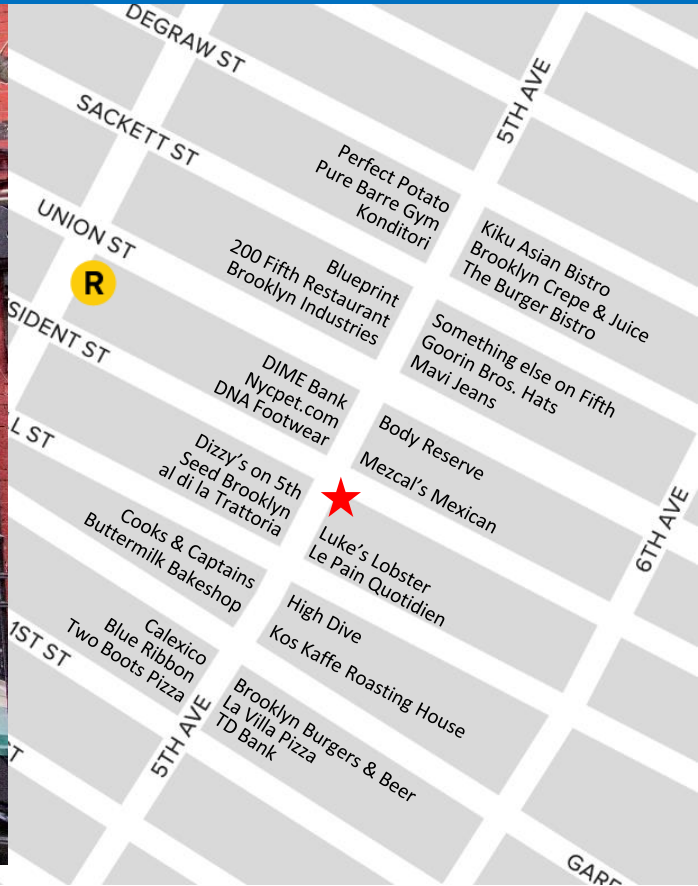 DEGRAW ST
5TH AVE
SACKETT ST
Perfect Potato
Pure Barre Gym
Konditori
UNION ST
Kiku Asian Bistro
Brooklyn Crepe & Juice
The Burger Bistro
R
Blueprint
200 Fifth Restaurant
Brooklyn Industries
SIDENT ST
Something else on Fifth
Goorin Bros. Hats
Mavi Jeans
DIME Bank
Nycpet.com
DNA Footwear
Body Reserve
Mezcal's Mexican
L ST
Dizzy's on 5th
Seed Brooklyn
al di la Trattoria
6TH AVE
Luke's Lobster
Le Pain Quotidien
Cooks & Captains
Buttermilk Bakeshop
High Dive
Kos Kaffe Roasting House
1ST ST
Calexico
Blue Ribbon
Two Boots Pizza
5TH AVE
Brooklyn Burgers & Beer
La Villa Pizza
TD Bank
T
GARF